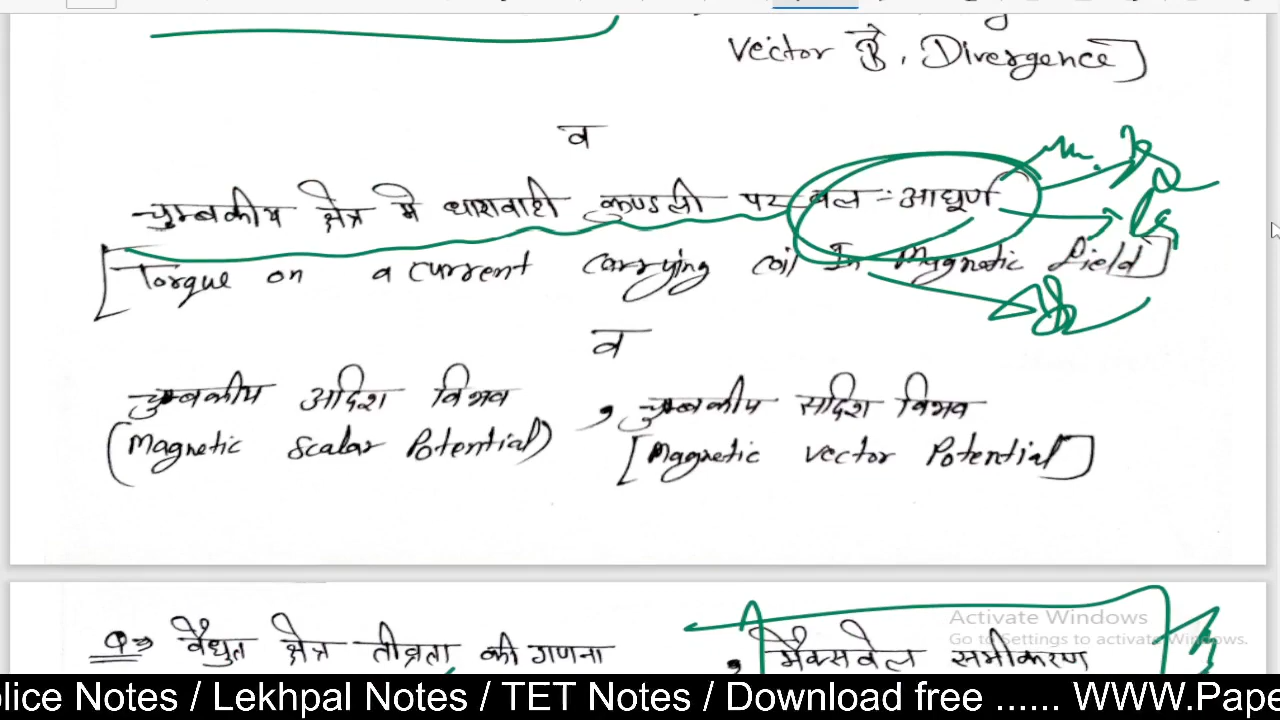 Vector B⃗, Divergence]
व
चुम्बकीय क्षेत्र मे धारावाही कुण्डली पर बल-आघूर्ण
[Torque on a current carrying coil In Magnetic field]
व
चुम्बकीय अदिश विभव , चुम्बकीय सदिश विभव
(Magnetic Scalar Potential) [Magnetic vector Potential]
Activate Windows
Go to Settings to activate Windows.
Q⇒ वैधुत क्षेत्र तीव्रता की गणना , मैक्सवेल समीकरण
olice Notes / Lekhpal Notes / TET Notes / Download free ...... WWW.Pape